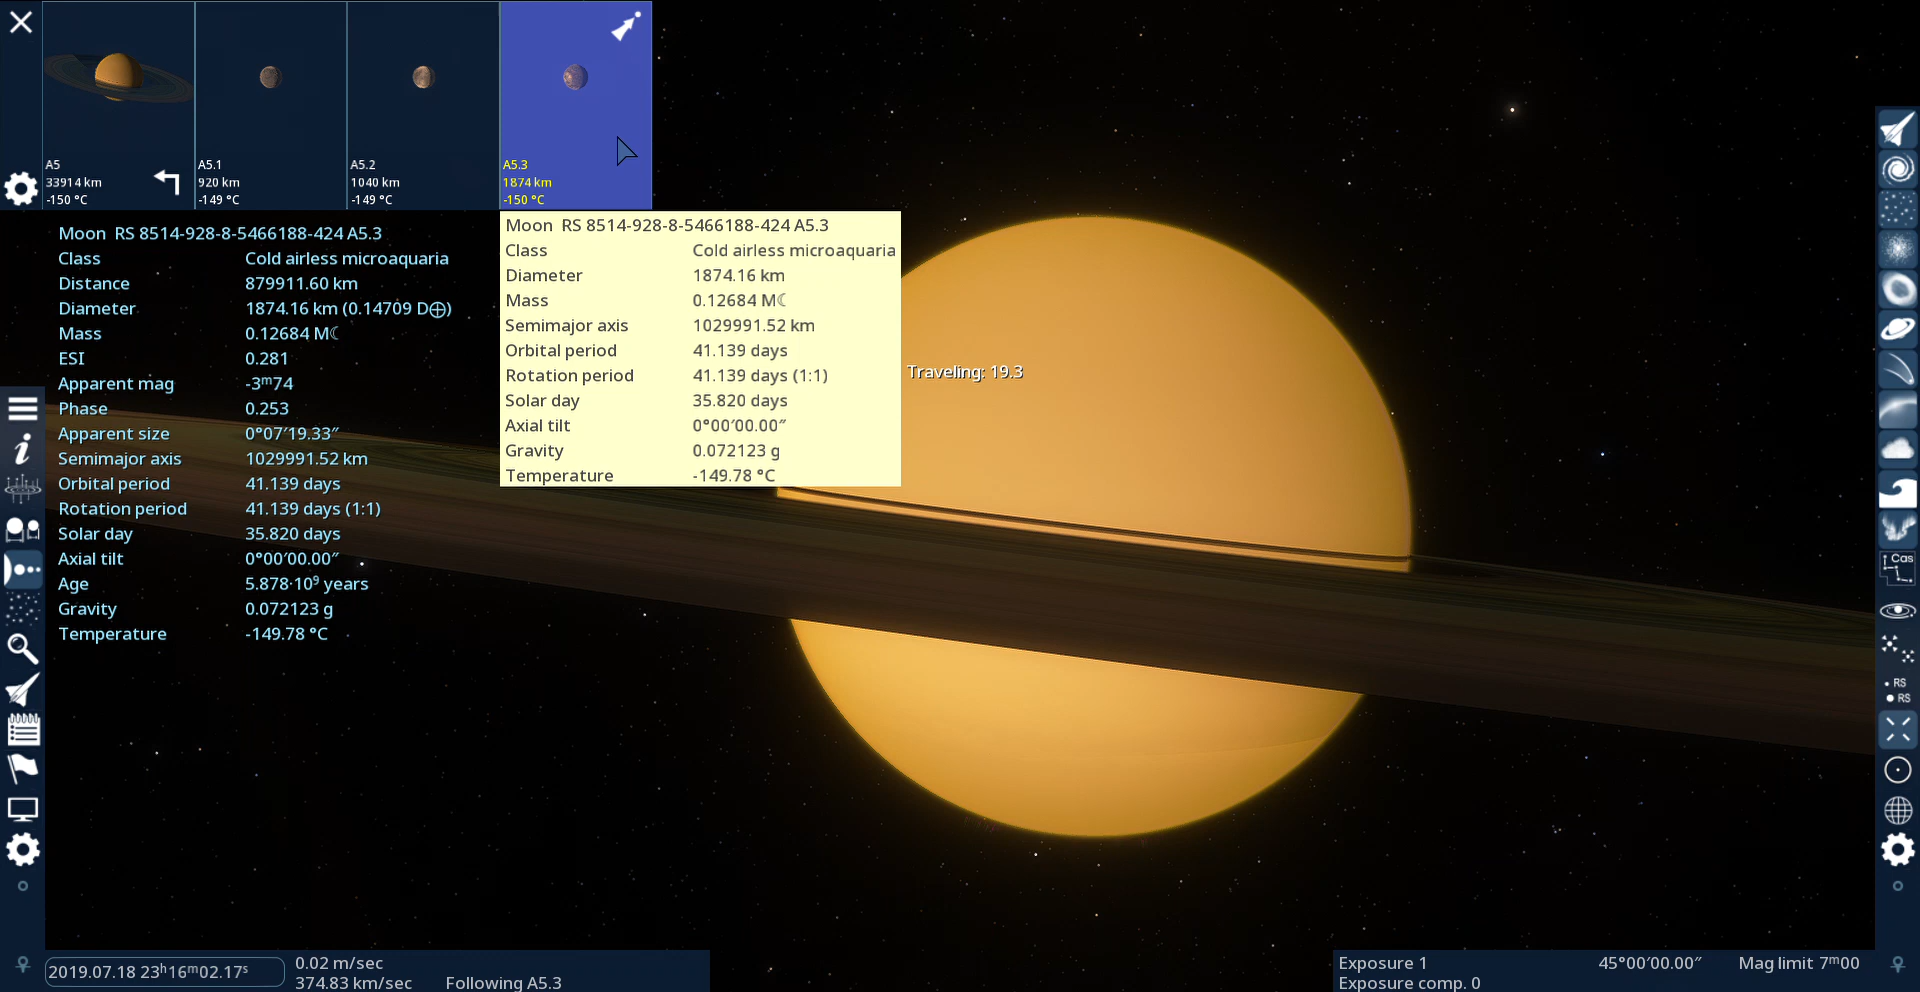 A5
33914 km
-150 °C
A5.1
920 km
-149 °C
A5.2
1040 km
-149 °C
A5.3
1874 km
-150 °C
Moon RS 8514-928-8-5466188-424 A5.3
Class Cold airless microaquaria
Distance 879911.60 km
Diameter 1874.16 km (0.14709 D⊕)
Mass 0.12684 M☾
ESI 0.281
Apparent mag -3ᵐ74
Phase 0.253
Apparent size 0°07′19.33″
Semimajor axis 1029991.52 km
Orbital period 41.139 days
Rotation period 41.139 days (1:1)
Solar day 35.820 days
Axial tilt 0°00′00.00″
Age 5.878·10⁹ years
Gravity 0.072123 g
Temperature -149.78 °C
Moon RS 8514-928-8-5466188-424 A5.3
Class Cold airless microaquaria
Diameter 1874.16 km
Mass 0.12684 M☾
Semimajor axis 1029991.52 km
Orbital period 41.139 days
Rotation period 41.139 days (1:1)
Solar day 35.820 days
Axial tilt 0°00′00.00″
Gravity 0.072123 g
Temperature -149.78 °C
Traveling: 19.3
Cas
RS
RS
2019.07.18 23ʰ16ᵐ02.17ˢ
0.02 m/sec
374.83 km/sec Following A5.3
Exposure 1 45°00′00.00″ Mag limit 7ᵐ00
Exposure comp. 0